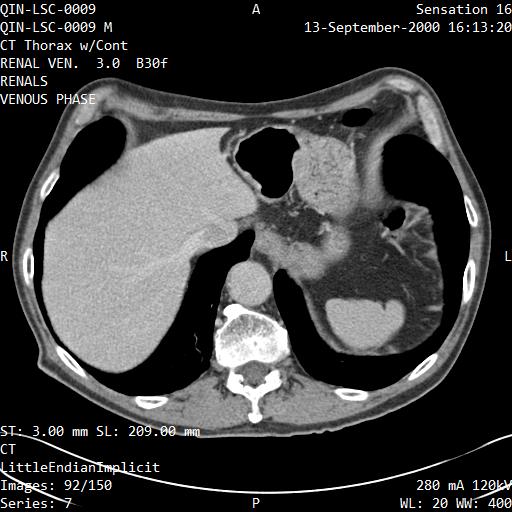 QIN-LSC-0009
A
Sensation 16
QIN-LSC-0009 M
13-September-2000 16:13:20
CT Thorax w/Cont
RENAL VEN.  3.0  B30f
RENALS
VENOUS PHASE
R
L
ST: 3.00 mm SL: 209.00 mm
CT
LittleEndianImplicit
Images: 92/150
280 mA 120kV
Series: 7
P
WL: 20 WW: 400